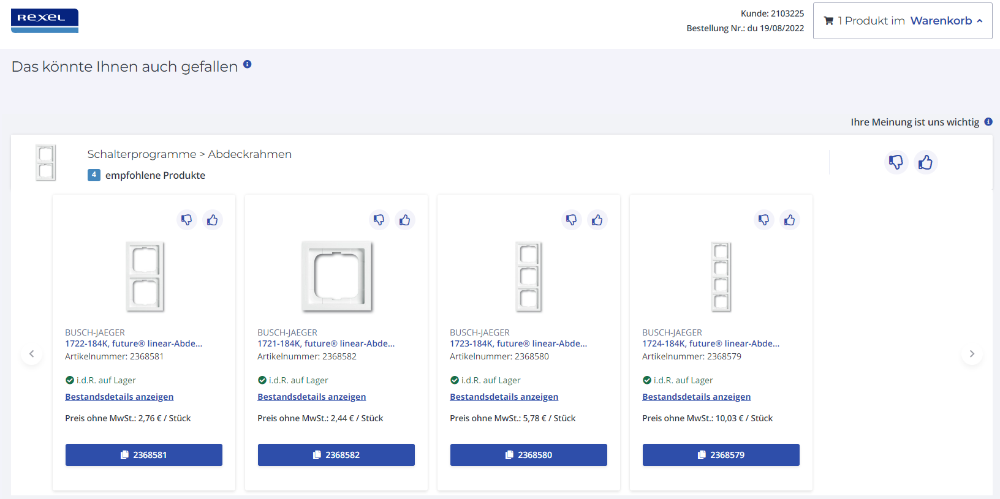 REXEL
Kunde: 2103225
Bestellung Nr.: du 19/08/2022
1 Produkt im Warenkorb
Das könnte Ihnen auch gefallen
Ihre Meinung ist uns wichtig
Schalterprogramme > Abdeckrahmen
4 empfohlene Produkte
BUSCH-JAEGER
1722-184K, future® linear-Abde...
Artikelnummer: 2368581
i.d.R. auf Lager
Bestandsdetails anzeigen
Preis ohne MwSt.: 2,76 € / Stück
2368581
BUSCH-JAEGER
1721-184K, future® linear-Abde...
Artikelnummer: 2368582
i.d.R. auf Lager
Bestandsdetails anzeigen
Preis ohne MwSt.: 2,44 € / Stück
2368582
BUSCH-JAEGER
1723-184K, future® linear-Abde...
Artikelnummer: 2368580
i.d.R. auf Lager
Bestandsdetails anzeigen
Preis ohne MwSt.: 5,78 € / Stück
2368580
BUSCH-JAEGER
1724-184K, future® linear-Abde...
Artikelnummer: 2368579
i.d.R. auf Lager
Bestandsdetails anzeigen
Preis ohne MwSt.: 10,03 € / Stück
2368579